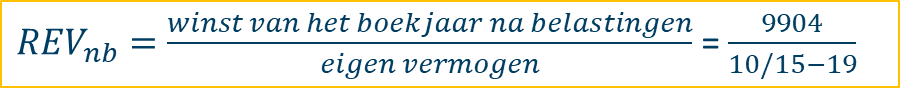 REV_nb = winst van het boekjaar na belastingen / eigen vermogen = 9904 / 10/15−19